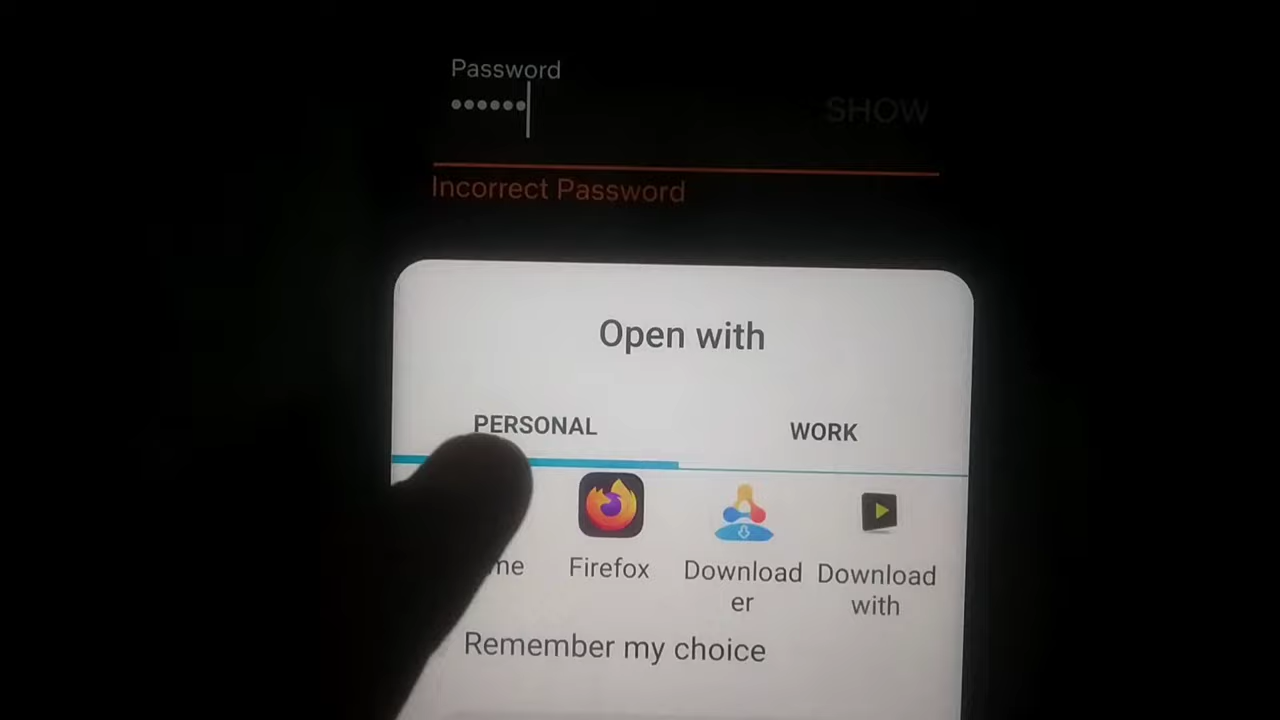 Password
••••••
SHOW
Incorrect Password
Open with
PERSONAL
WORK
Firefox
Download
er
Download
with
Remember my choice